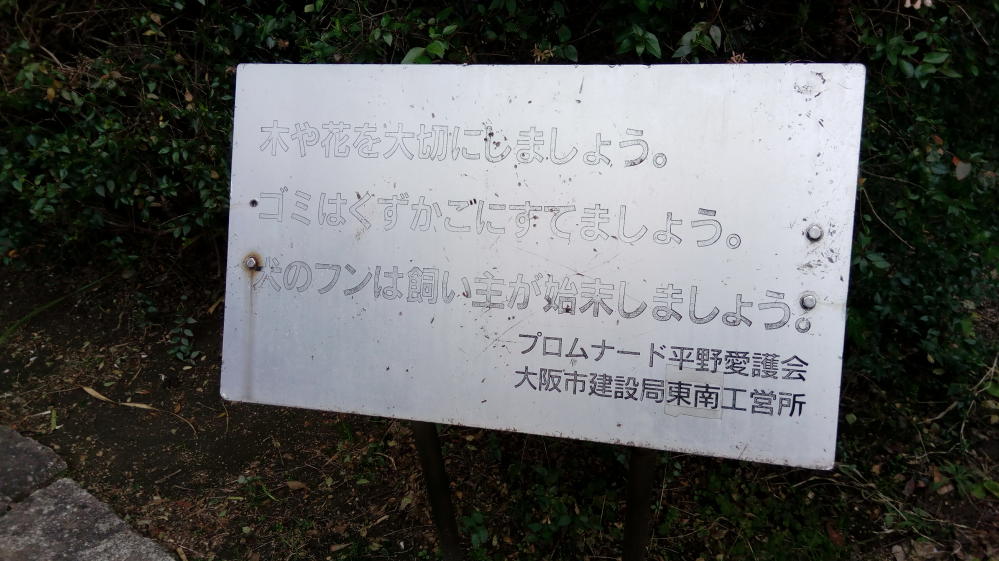 木や花を大切にしましょう。
ゴミはくずかごにすてましょう。
犬のフンは飼い主が始末しましょう。
プロムナード平野愛護会
大阪市建設局東南工営所